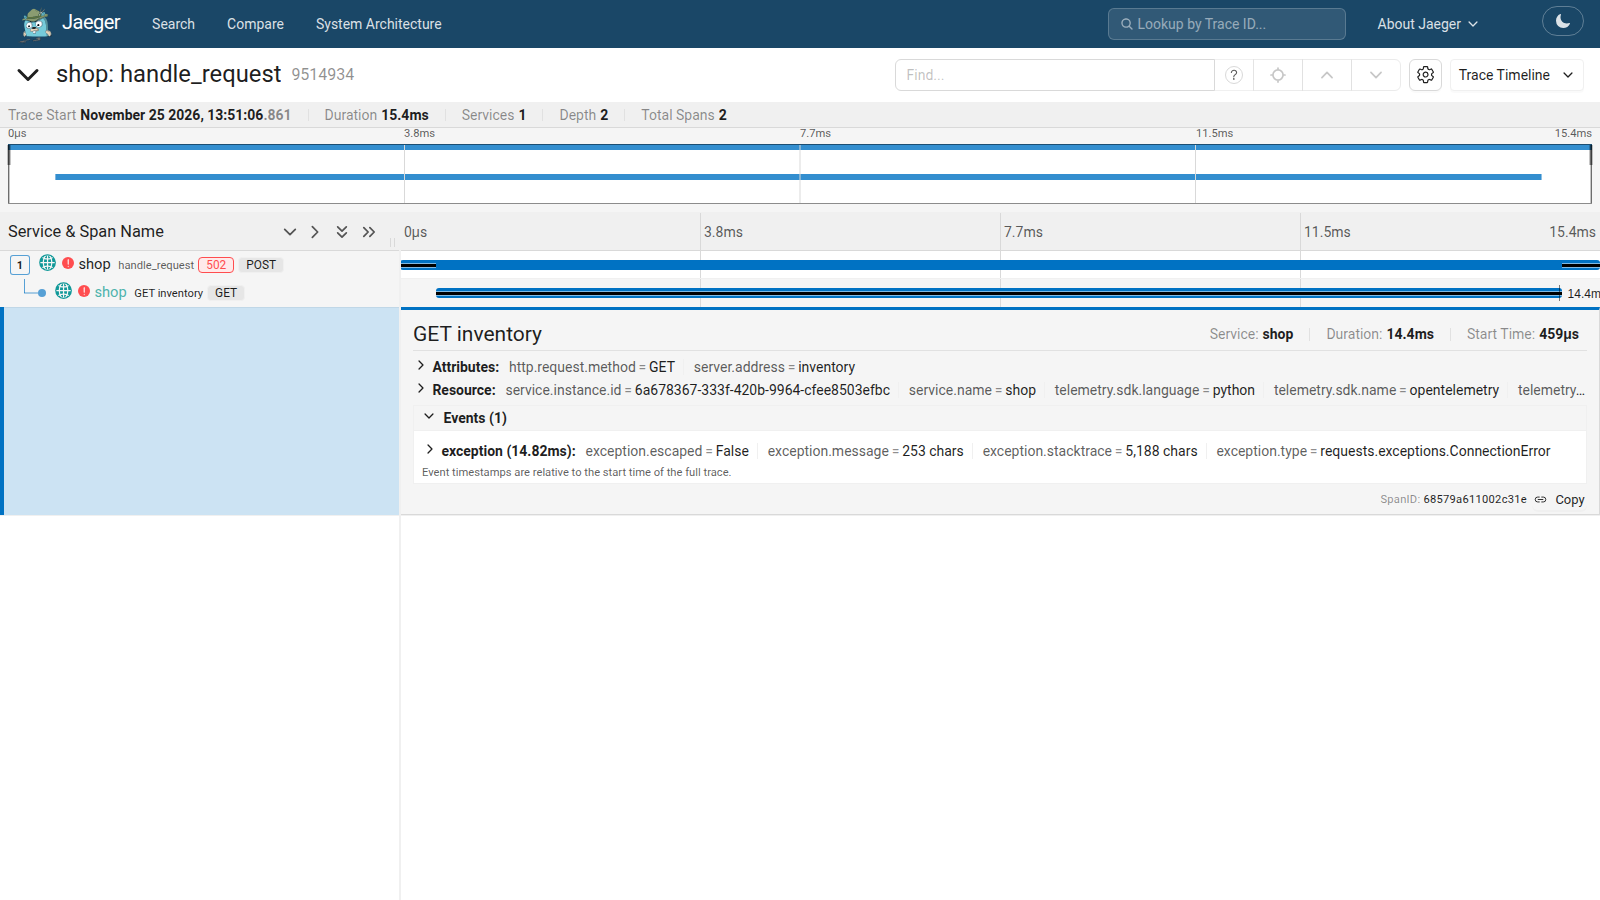 Jaeger Search Compare System Architecture Lookup by Trace ID... About Jaeger
shop: handle_request 9514934 Find... ? Trace Timeline
Trace Start November 25 2026, 13:51:06.861 Duration 15.4ms Services 1 Depth 2 Total Spans 2
0μs 3.8ms 7.7ms 11.5ms 15.4ms
Service & Span Name 0μs 3.8ms 7.7ms 11.5ms 15.4ms
1 shop handle_request 502 POST
shop GET inventory GET 14.4m
GET inventory Service: shop Duration: 14.4ms Start Time: 459μs
Attributes: http.request.method = GET server.address = inventory
Resource: service.instance.id = 6a678367-333f-420b-9964-cfee8503efbc service.name = shop telemetry.sdk.language = python telemetry.sdk.name = opentelemetry telemetry...
Events (1)
exception (14.82ms): exception.escaped = False exception.message = 253 chars exception.stacktrace = 5,188 chars exception.type = requests.exceptions.ConnectionError
Event timestamps are relative to the start time of the full trace.
SpanID: 68579a611002c31e Copy